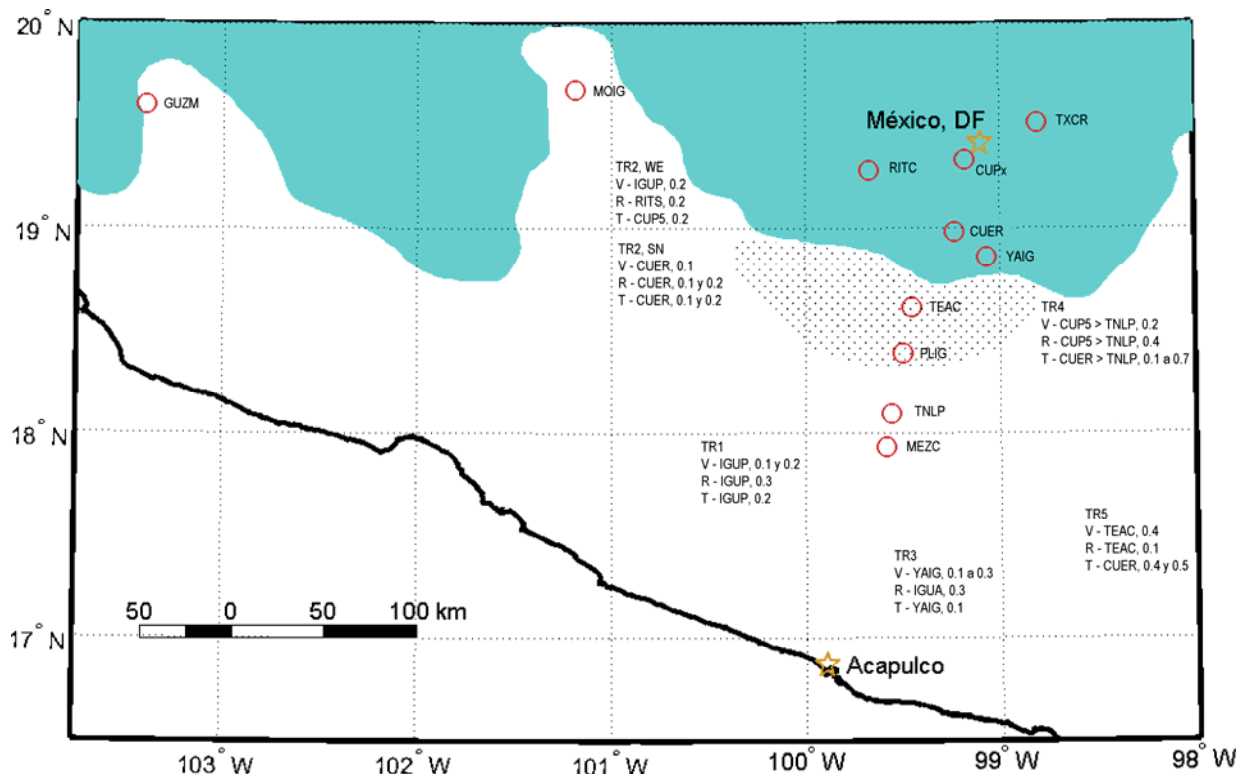 20° N
GUZM
MOIG
México, DF
TXCR
RITC
CUPx
TR2, WE
V - IGUP, 0.2
R - RITS, 0.2
T - CUP5, 0.2
19° N
CUER
YAIG
TR2, SN
V - CUER, 0.1
R - CUER, 0.1 y 0.2
T - CUER, 0.1 y 0.2
TEAC
TR4
V - CUP5 > TNLP, 0.2
R - CUP5 > TNLP, 0.4
T - CUER > TNLP, 0.1 a 0.7
PLIG
TNLP
18° N
MEZC
TR1
V - IGUP, 0.1 y 0.2
R - IGUP, 0.3
T - IGUP, 0.2
TR5
V - TEAC, 0.4
R - TEAC, 0.1
T - CUER, 0.4 y 0.5
TR3
V - YAIG, 0.1 a 0.3
R - IGUA, 0.3
T - YAIG, 0.1
50 0 50 100 km
17° N
Acapulco
103° W 102° W 101° W 100° W 99° W 98° W